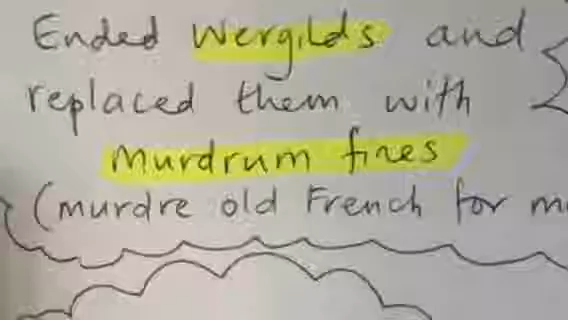 Ended Wergilds and
replaced them with
Murdrum fines
(murdre old French for